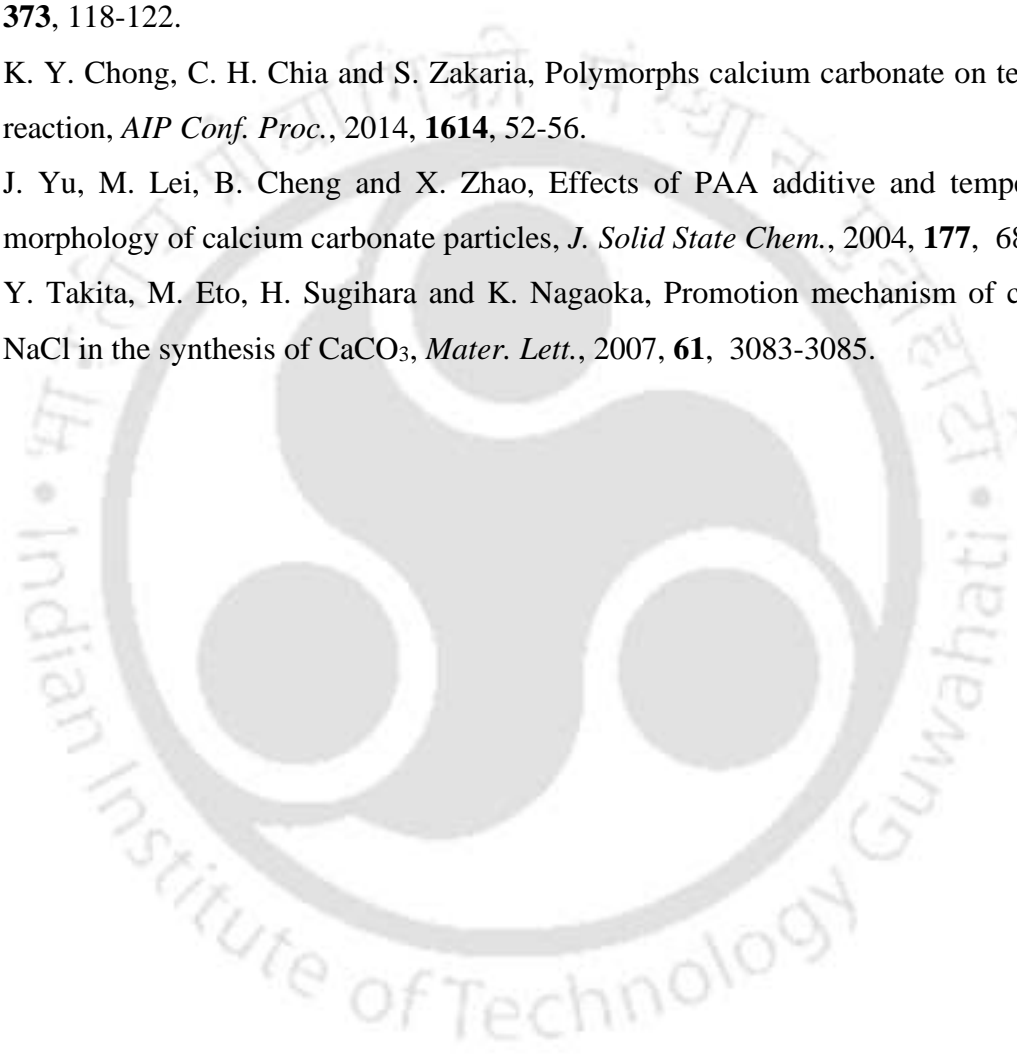 373, 118-122.
K. Y. Chong, C. H. Chia and S. Zakaria, Polymorphs calcium carbonate on te
reaction, AIP Conf. Proc., 2014, 1614, 52-56.
J. Yu, M. Lei, B. Cheng and X. Zhao, Effects of PAA additive and tempe
morphology of calcium carbonate particles, J. Solid State Chem., 2004, 177, 68
Y. Takita, M. Eto, H. Sugihara and K. Nagaoka, Promotion mechanism of c
NaCl in the synthesis of CaCO₃, Mater. Lett., 2007, 61, 3083-3085.
Indian Institute of Technology Guwahati